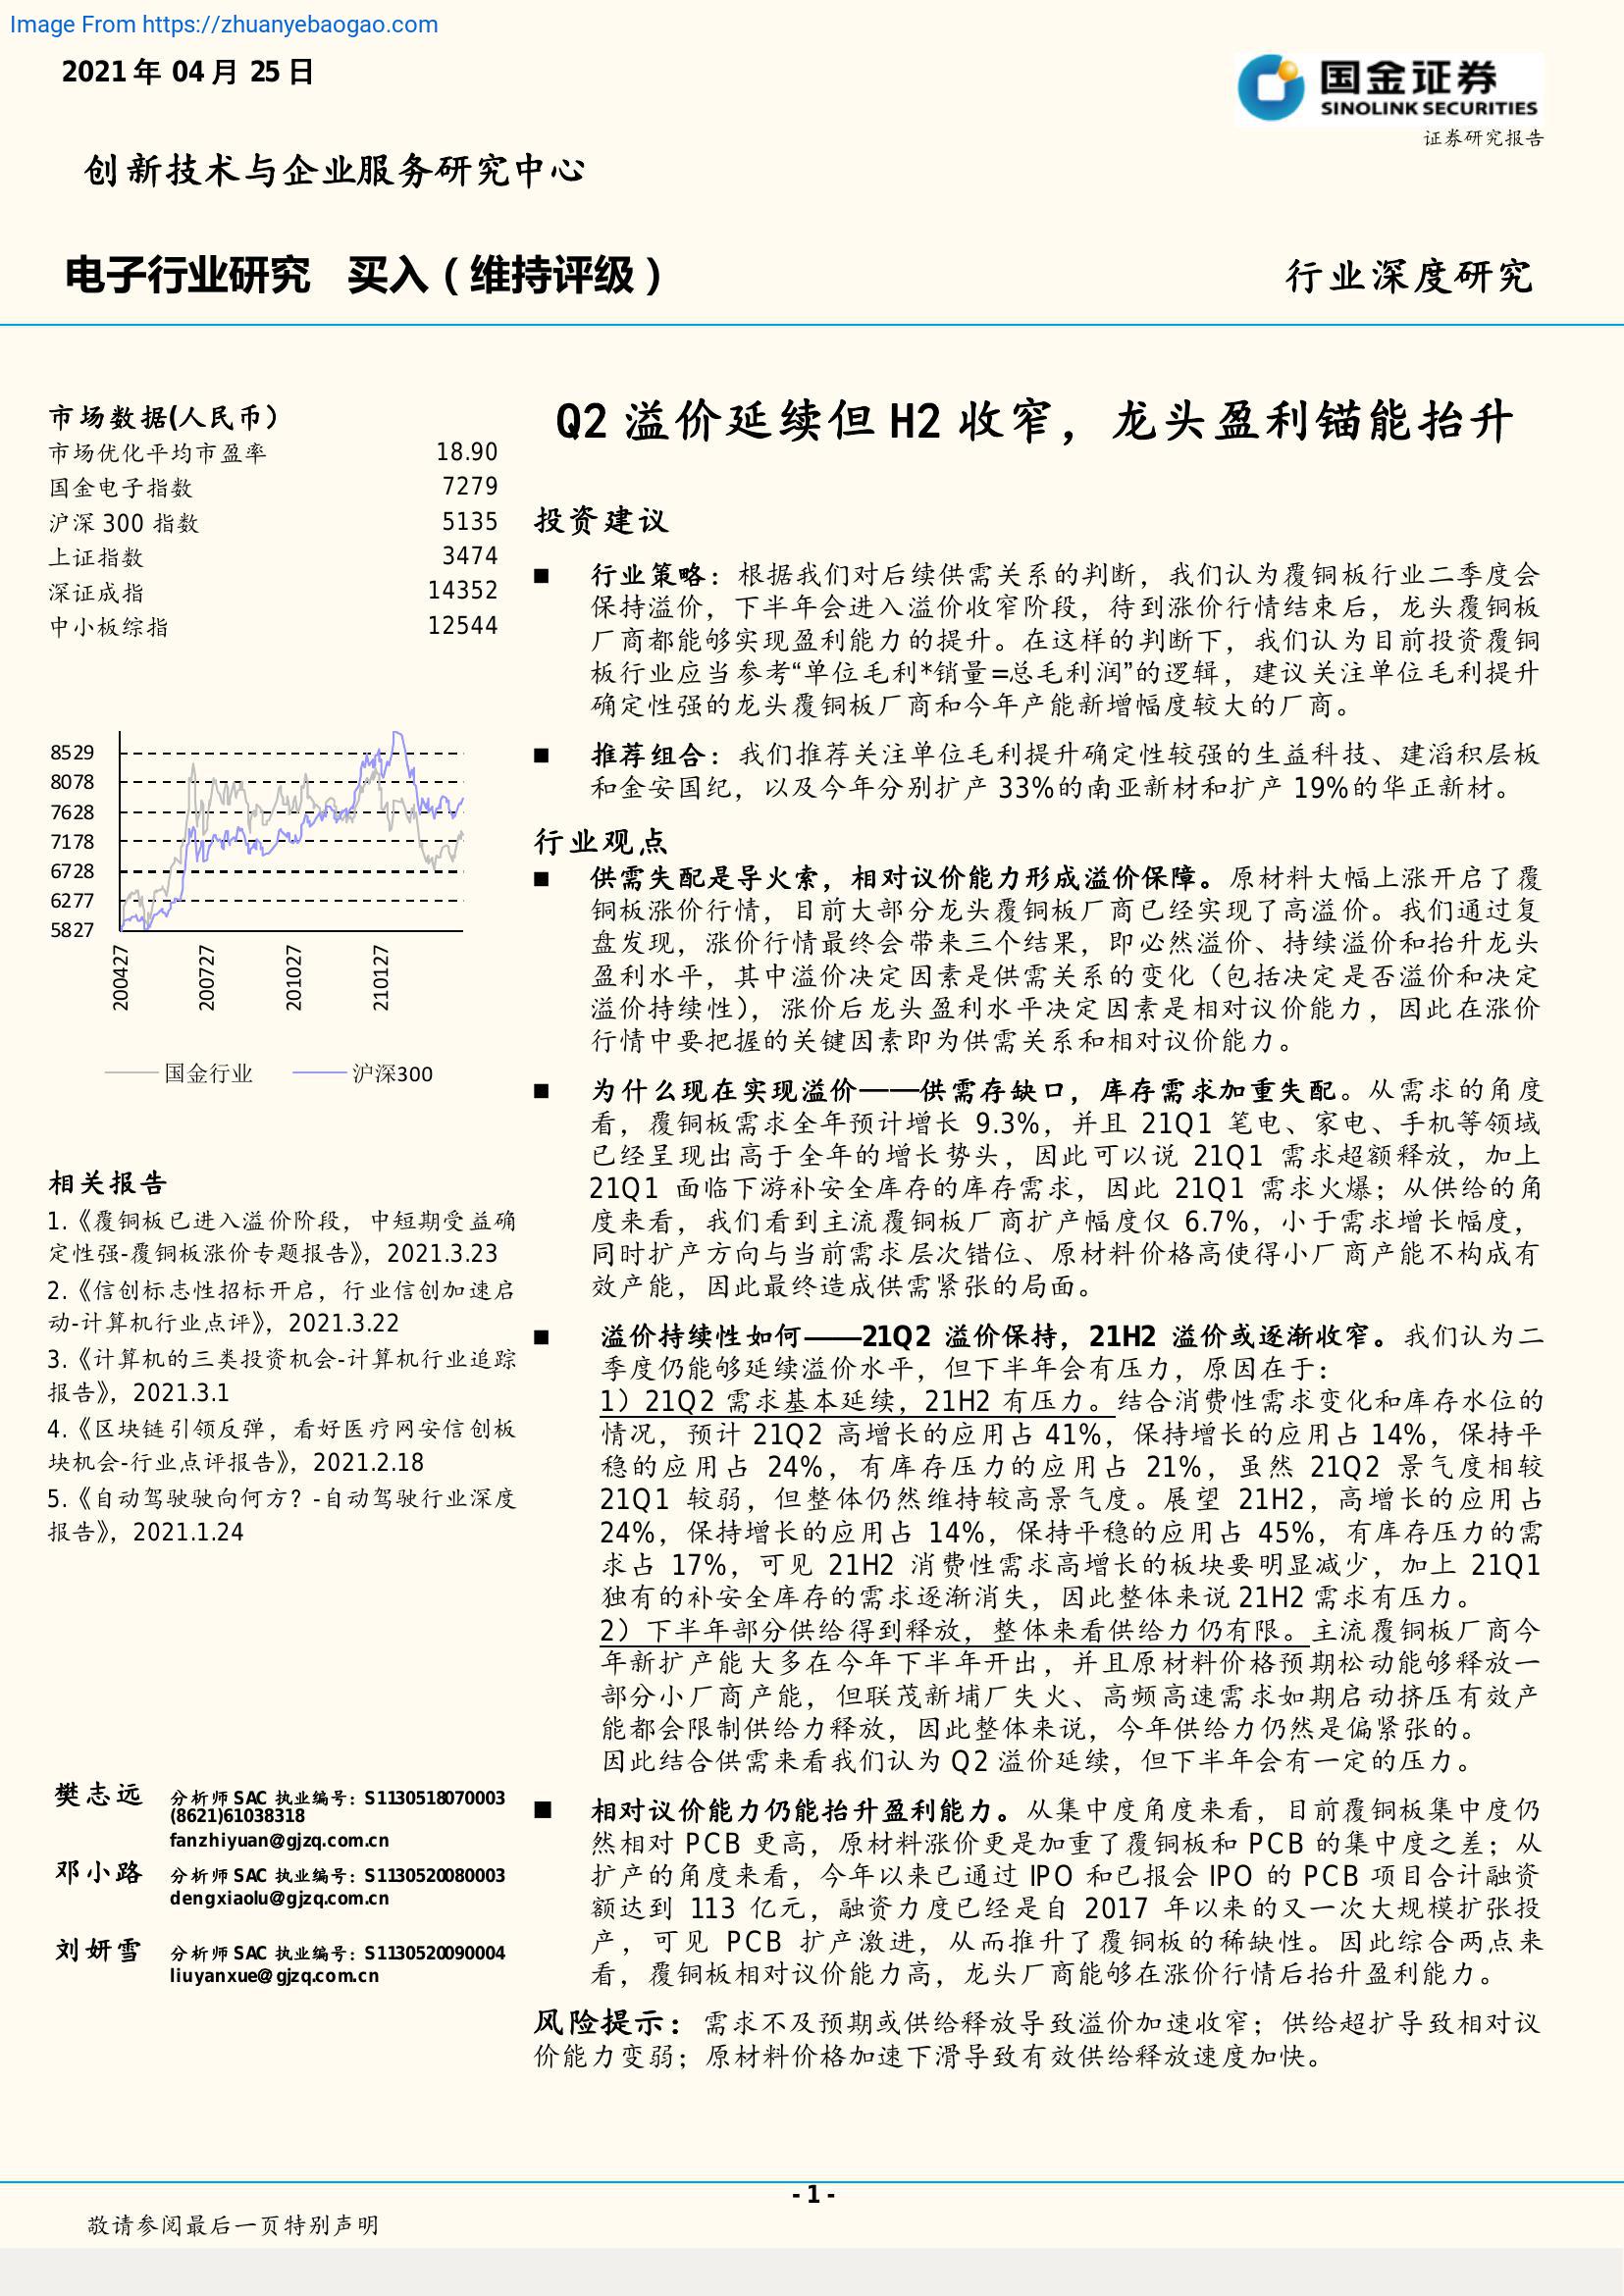 Image From https://zhuanyebaogao.com
2021 年 04 月 25 日
国金证券
SINOLINK SECURITIES
证券研究报告
创新技术与企业服务研究中心
电子行业研究 买入（维持评级）
行业深度研究
市场数据(人民币）
市场优化平均市盈率 18.90
国金电子指数 7279
沪深 300 指数 5135
上证指数 3474
深证成指 14352
中小板综指 12544
8529
8078
7628
7178
6728
6277
5827
200427
200727
201027
210127
国金行业 沪深300
相关报告
1.《覆铜板已进入溢价阶段，中短期受益确
定性强-覆铜板涨价专题报告》，2021.3.23
2.《信创标志性招标开启，行业信创加速启
动-计算机行业点评》，2021.3.22
3.《计算机的三类投资机会-计算机行业追踪
报告》，2021.3.1
4.《区块链引领反弹，看好医疗网安信创板
块机会-行业点评报告》，2021.2.18
5.《自动驾驶驶向何方？-自动驾驶行业深度
报告》，2021.1.24
樊志远 分析师 SAC 执业编号：S1130518070003
(8621)61038318
fanzhiyuan@gjzq.com.cn
邓小路 分析师 SAC 执业编号：S1130520080003
dengxiaolu@gjzq.com.cn
刘妍雪 分析师 SAC 执业编号：S1130520090004
liuyanxue@gjzq.com.cn
Q2 溢价延续但 H2 收窄，龙头盈利锚能抬升
投资建议
■ 行业策略：根据我们对后续供需关系的判断，我们认为覆铜板行业二季度会
保持溢价，下半年会进入溢价收窄阶段，待到涨价行情结束后，龙头覆铜板
厂商都能够实现盈利能力的提升。在这样的判断下，我们认为目前投资覆铜
板行业应当参考“单位毛利*销量=总毛利润”的逻辑，建议关注单位毛利提升
确定性强的龙头覆铜板厂商和今年产能新增幅度较大的厂商。
■ 推荐组合：我们推荐关注单位毛利提升确定性较强的生益科技、建滔积层板
和金安国纪，以及今年分别扩产 33%的南亚新材和扩产 19%的华正新材。
行业观点
■ 供需失配是导火索，相对议价能力形成溢价保障。原材料大幅上涨开启了覆
铜板涨价行情，目前大部分龙头覆铜板厂商已经实现了高溢价。我们通过复
盘发现，涨价行情最终会带来三个结果，即必然溢价、持续溢价和抬升龙头
盈利水平，其中溢价决定因素是供需关系的变化（包括决定是否溢价和决定
溢价持续性），涨价后龙头盈利水平决定因素是相对议价能力，因此在涨价
行情中要把握的关键因素即为供需关系和相对议价能力。
■ 为什么现在实现溢价——供需存缺口，库存需求加重失配。从需求的角度
看，覆铜板需求全年预计增长 9.3%，并且 21Q1 笔电、家电、手机等领域
已经呈现出高于全年的增长势头，因此可以说 21Q1 需求超额释放，加上
21Q1 面临下游补安全库存的库存需求，因此 21Q1 需求火爆；从供给的角
度来看，我们看到主流覆铜板厂商扩产幅度仅 6.7%，小于需求增长幅度，
同时扩产方向与当前需求层次错位、原材料价格高使得小厂商产能不构成有
效产能，因此最终造成供需紧张的局面。
■ 溢价持续性如何——21Q2 溢价保持，21H2 溢价或逐渐收窄。我们认为二
季度仍能够延续溢价水平，但下半年会有压力，原因在于：
1）21Q2 需求基本延续，21H2 有压力。结合消费性需求变化和库存水位的
情况，预计 21Q2 高增长的应用占 41%，保持增长的应用占 14%，保持平
稳的应用占 24%，有库存压力的应用占 21%，虽然 21Q2 景气度相较
21Q1 较弱，但整体仍然维持较高景气度。展望 21H2，高增长的应用占
24%，保持增长的应用占 14%，保持平稳的应用占 45%，有库存压力的需
求占 17%，可见 21H2 消费性需求高增长的板块要明显减少，加上 21Q1
独有的补安全库存的需求逐渐消失，因此整体来说 21H2 需求有压力。
2）下半年部分供给得到释放，整体来看供给力仍有限。主流覆铜板厂商今
年新扩产能大多在今年下半年开出，并且原材料价格预期松动能够释放一
部分小厂商产能，但联茂新埔厂失火、高频高速需求如期启动挤压有效产
能都会限制供给力释放，因此整体来说，今年供给力仍然是偏紧张的。
因此结合供需来看我们认为 Q2 溢价延续，但下半年会有一定的压力。
■ 相对议价能力仍能抬升盈利能力。从集中度角度来看，目前覆铜板集中度仍
然相对 PCB 更高，原材料涨价更是加重了覆铜板和 PCB 的集中度之差；从
扩产的角度来看，今年以来已通过 IPO 和已报会 IPO 的 PCB 项目合计融资
额达到 113 亿元，融资力度已经是自 2017 年以来的又一次大规模扩张投
产，可见 PCB 扩产激进，从而推升了覆铜板的稀缺性。因此综合两点来
看，覆铜板相对议价能力高，龙头厂商能够在涨价行情后抬升盈利能力。
风险提示：需求不及预期或供给释放导致溢价加速收窄；供给超扩导致相对议
价能力变弱；原材料价格加速下滑导致有效供给释放速度加快。
- 1 -
敬请参阅最后一页特别声明